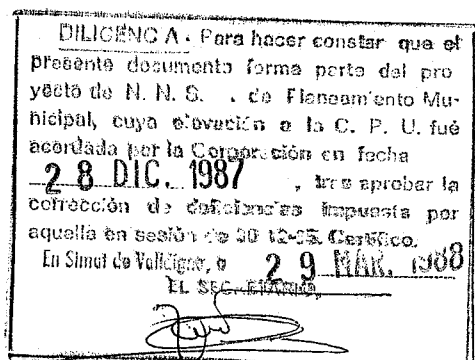 DILIGENC A.- Para hacer constar que el
presente documento forma parte del pro
yecto de N. N. S. . de Planeamiento Mu-
nicipal, cuya elevación a la C. P. U. fué
acordada por la Corporación en fecha
28 DIC. 1987 , tras aprobar la
corrección de deficiencias impuesta por
aquella en sesión de 30 12-85. Certifico.
En Simat de Valldigna, a 29 MAR. 1988
EL SECRETARIO,